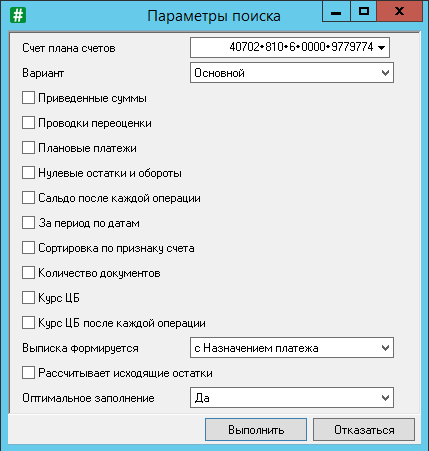 Параметры поиска
Счет плана счетов 40702*810*6*0000*9779774
Вариант Основной
Приведенные суммы
Проводки переоценки
Плановые платежи
Нулевые остатки и обороты
Сальдо после каждой операции
За период по датам
Сортировка по признаку счета
Количество документов
Курс ЦБ
Курс ЦБ после каждой операции
Выписка формируется с Назначением платежа
Рассчитывает исходящие остатки
Оптимальное заполнение Да
Выполнить Отказаться